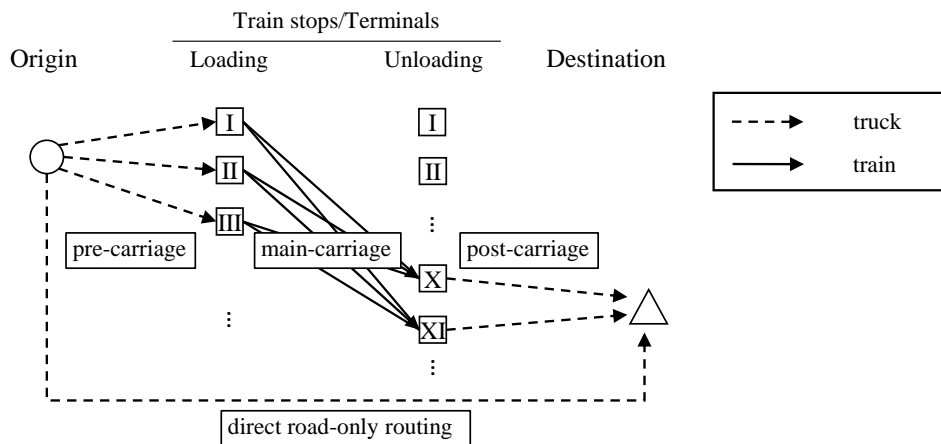 Train stops/Terminals
Origin
Loading
Unloading
Destination
I
I
truck
II
II
train
III
⋮
pre-carriage
main-carriage
post-carriage
X
⋮
XI
⋮
direct road-only routing